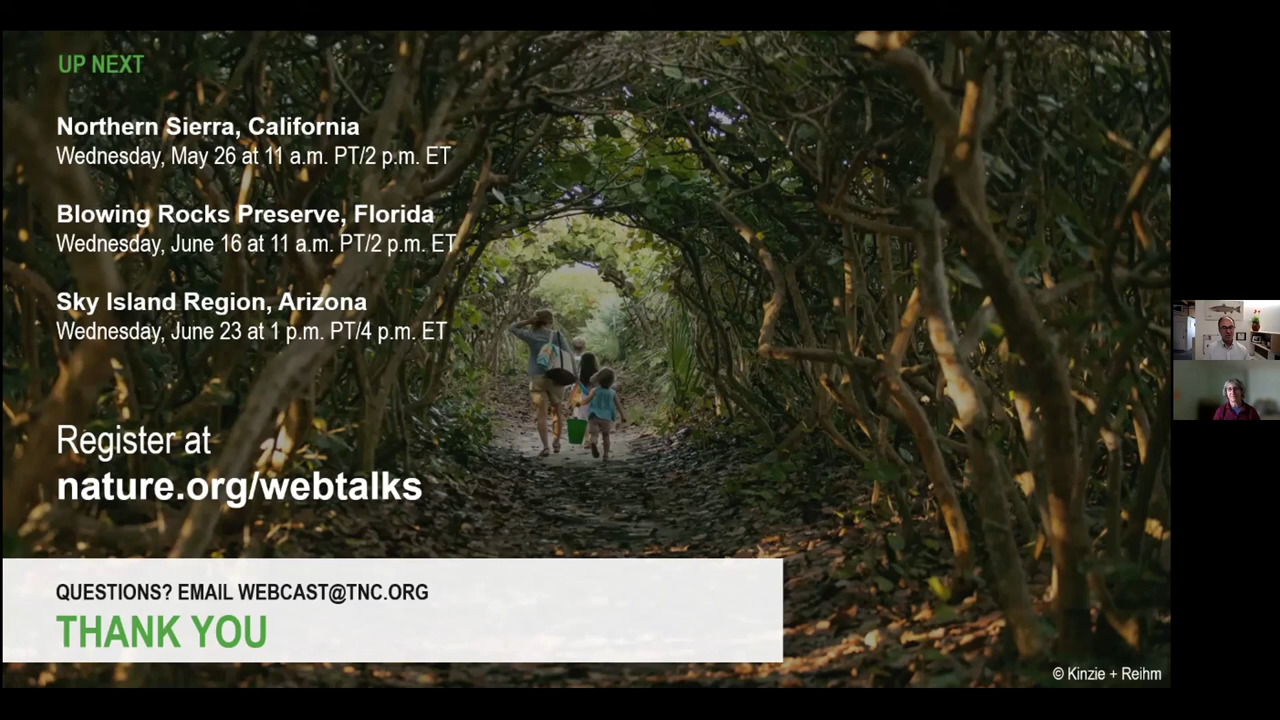 UP NEXT
Northern Sierra, California
Wednesday, May 26 at 11 a.m. PT/2 p.m. ET
Blowing Rocks Preserve, Florida
Wednesday, June 16 at 11 a.m. PT/2 p.m. ET
Sky Island Region, Arizona
Wednesday, June 23 at 1 p.m. PT/4 p.m. ET
Register at
nature.org/webtalks
QUESTIONS? EMAIL WEBCAST@TNC.ORG
THANK YOU
© Kinzie + Reihm